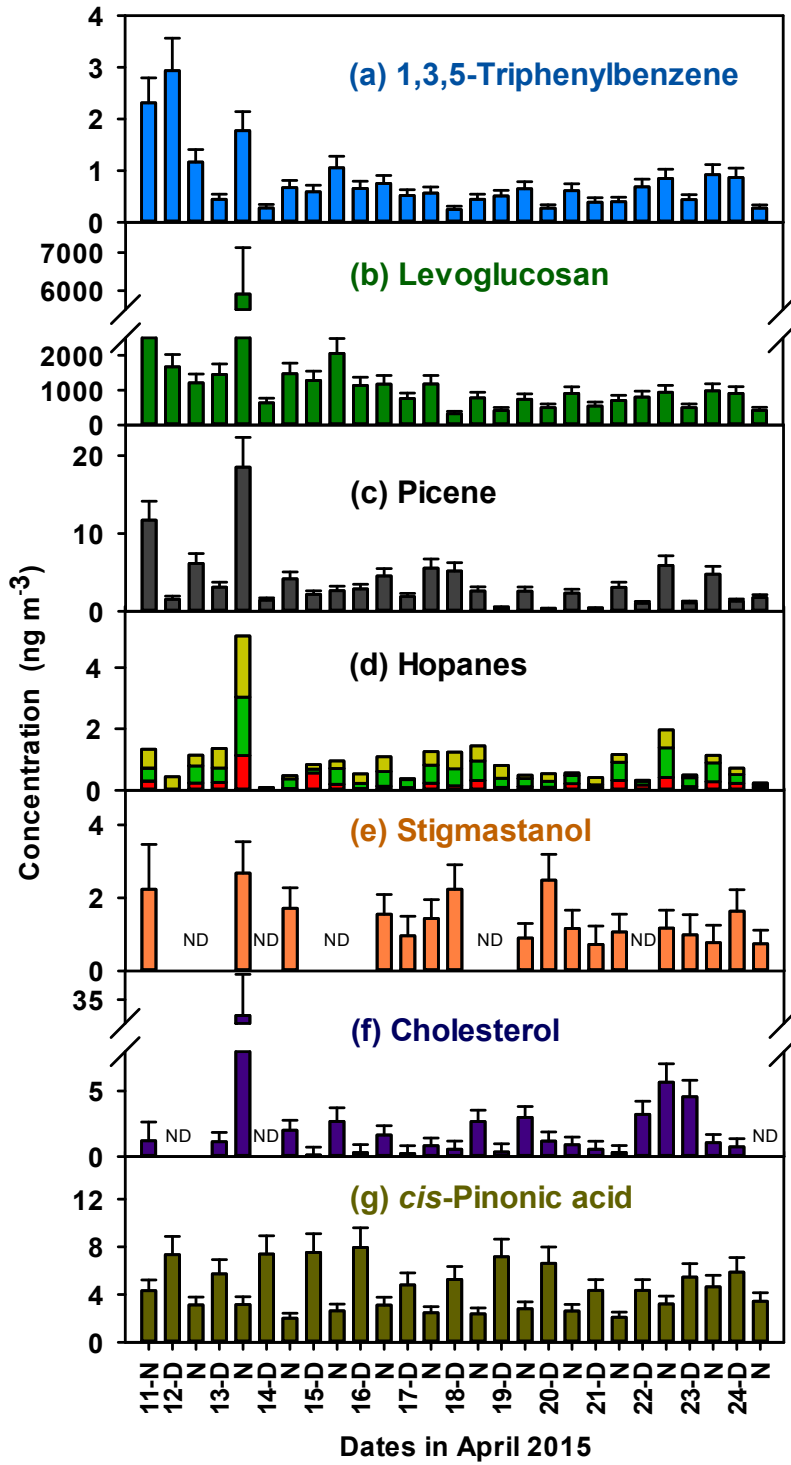 4
3
2
1
0
(a) 1,3,5-Triphenylbenzene
7000
6000
2000
1000
0
(b) Levoglucosan
20
10
0
(c) Picene
4
2
0
(d) Hopanes
4
2
0
(e) Stigmastanol
ND
ND
ND
ND
ND
35
5
0
(f) Cholesterol
ND
ND
ND
12
8
4
0
(g) cis-Pinonic acid
Concentration (ng m-3)
11-N
12-D
N
13-D
N
14-D
N
15-D
N
16-D
N
17-D
N
18-D
N
19-D
N
20-D
N
21-D
N
22-D
N
23-D
N
24-D
N
Dates in April 2015